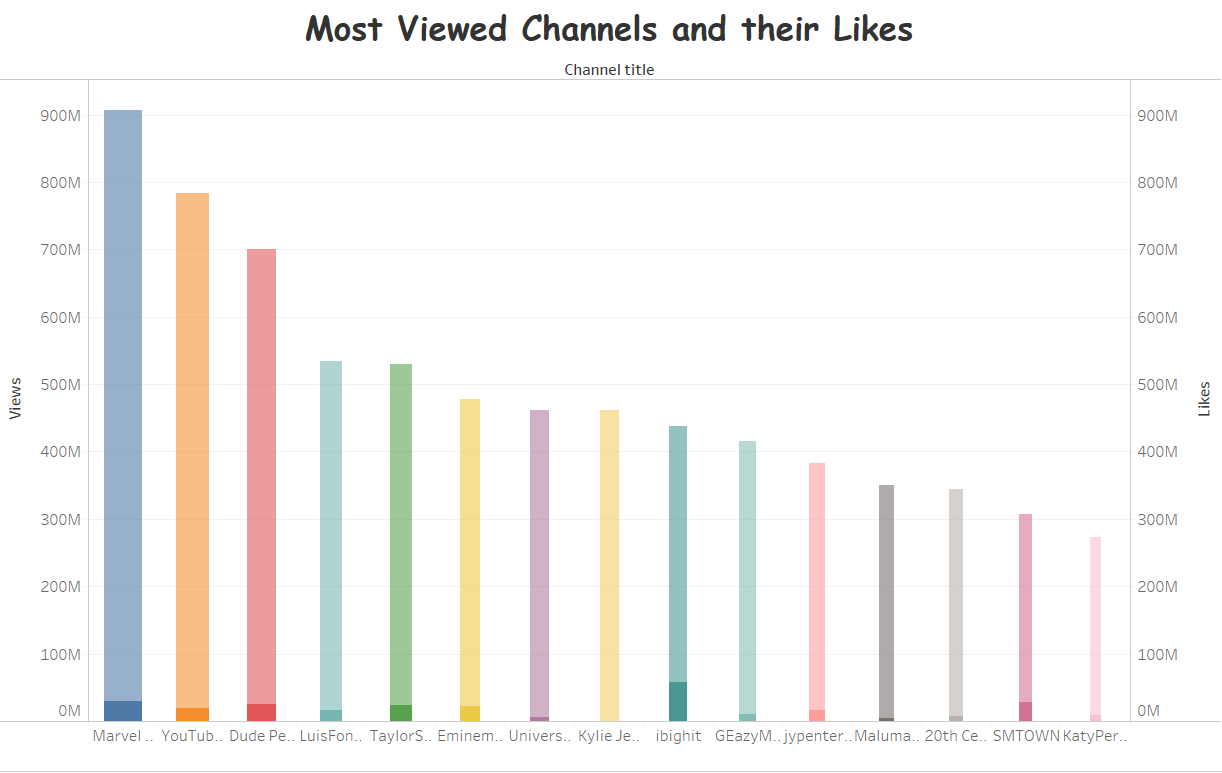 Most Viewed Channels and their Likes
Channel title
900M
800M
700M
600M
500M
400M
300M
200M
100M
0M
Views
900M
800M
700M
600M
500M
400M
300M
200M
100M
0M
Likes
Marvel .. YouTub.. Dude Pe.. LuisFon.. TaylorS.. Eminem.. Univers.. Kylie Je.. ibighit GEazyM.. jypenter.. Maluma.. 20th Ce.. SMTOWN KatyPer..